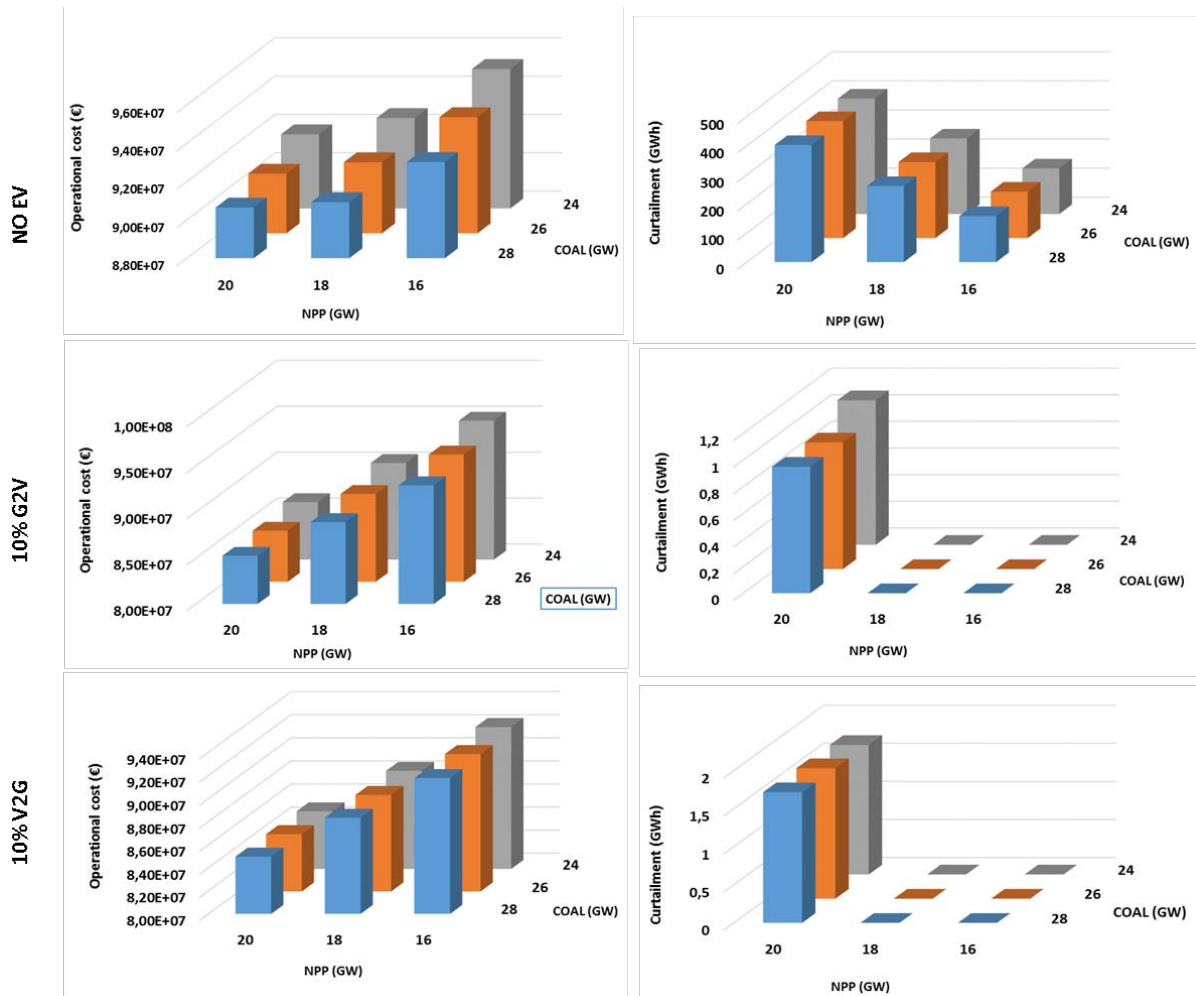 NO EV
Operational cost (€)
9,60E+07
9,40E+07
9,20E+07
9,00E+07
8,80E+07
20
18
16
NPP (GW)
28
26
24
COAL (GW)
Curtailment (GWh)
500
400
300
200
100
0
20
18
16
NPP (GW)
28
26
24
COAL (GW)
10% G2V
Operational cost (€)
1,00E+08
9,50E+07
9,00E+07
8,50E+07
8,00E+07
20
18
16
NPP (GW)
28
26
24
COAL (GW)
Curtailment (GWh)
1,2
1
0,8
0,6
0,4
0,2
0
20
18
16
NPP (GW)
28
26
24
COAL (GW)
10% V2G
Operational cost (€)
9,40E+07
9,20E+07
9,00E+07
8,80E+07
8,60E+07
8,40E+07
8,20E+07
8,00E+07
20
18
16
NPP (GW)
28
26
24
COAL (GW)
Curtailment (GWh)
2
1,5
1
0,5
0
20
18
16
NPP (GW)
28
26
24
COAL (GW)